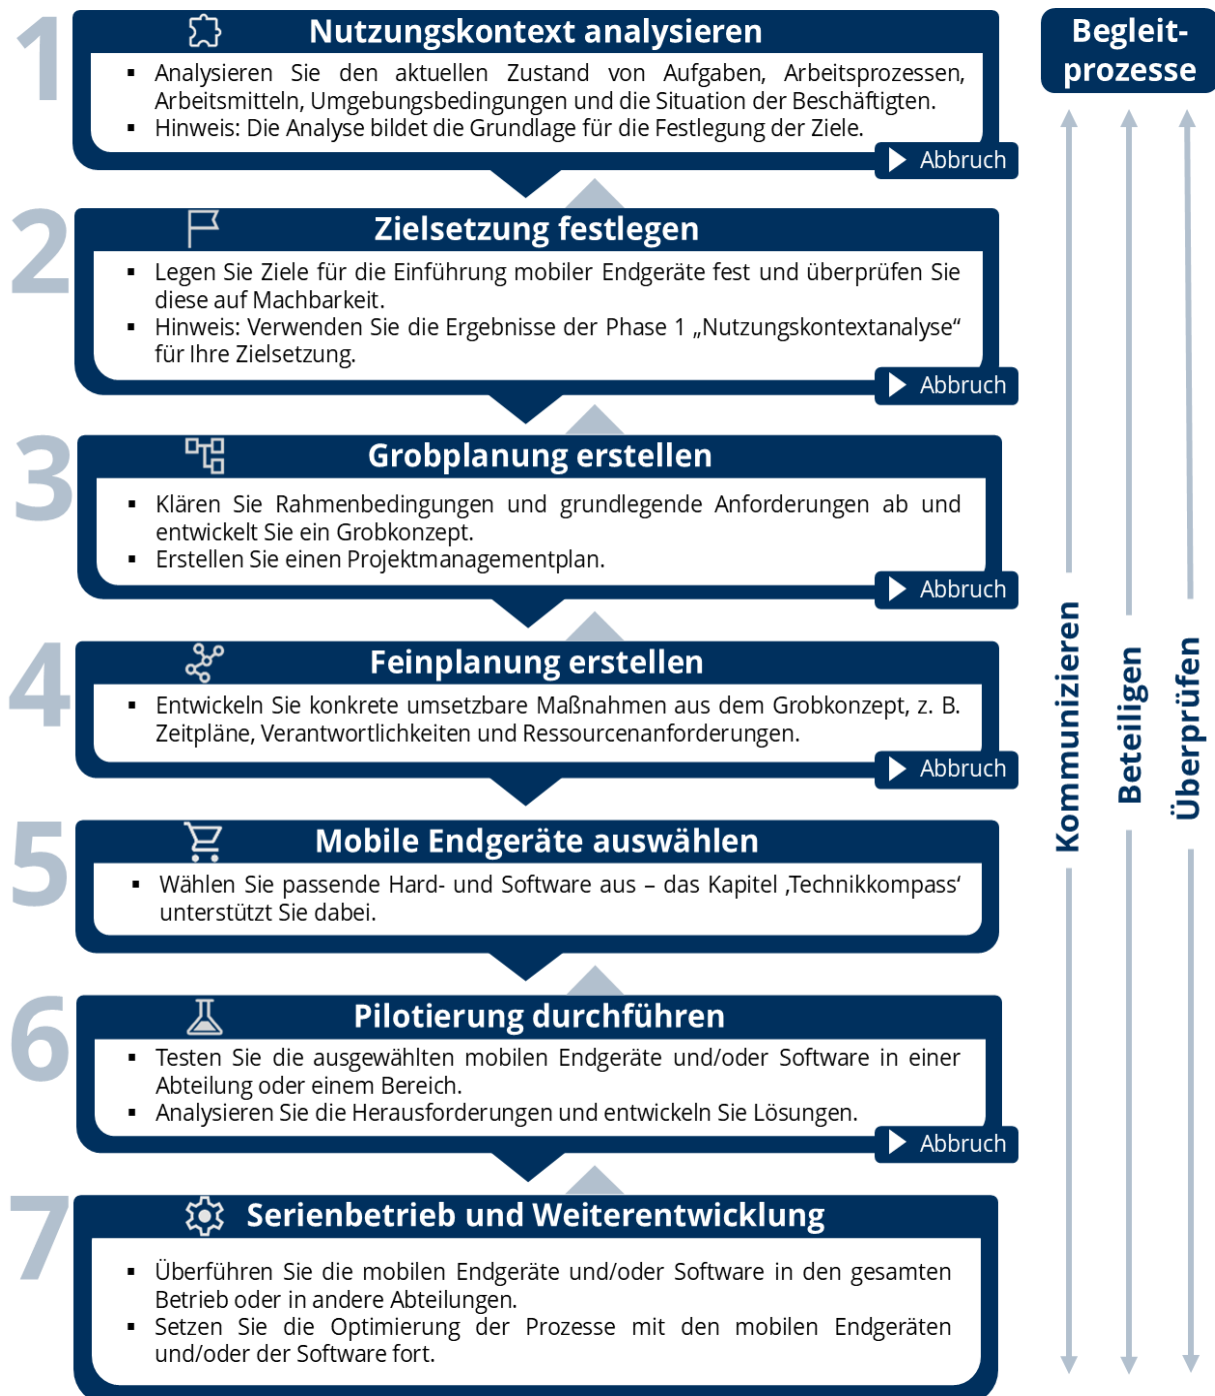 1
Nutzungskontext analysieren
▪ Analysieren Sie den aktuellen Zustand von Aufgaben, Arbeitsprozessen,
Arbeitsmitteln, Umgebungsbedingungen und die Situation der Beschäftigten.
▪ Hinweis: Die Analyse bildet die Grundlage für die Festlegung der Ziele.
Abbruch
2
Zielsetzung festlegen
▪ Legen Sie Ziele für die Einführung mobiler Endgeräte fest und überprüfen Sie
diese auf Machbarkeit.
▪ Hinweis: Verwenden Sie die Ergebnisse der Phase 1 „Nutzungskontextanalyse“
für Ihre Zielsetzung.
Abbruch
3
Grobplanung erstellen
▪ Klären Sie Rahmenbedingungen und grundlegende Anforderungen ab und
entwickelt Sie ein Grobkonzept.
▪ Erstellen Sie einen Projektmanagementplan.
Abbruch
4
Feinplanung erstellen
▪ Entwickeln Sie konkrete umsetzbare Maßnahmen aus dem Grobkonzept, z. B.
Zeitpläne, Verantwortlichkeiten und Ressourcenanforderungen.
Abbruch
5
Mobile Endgeräte auswählen
▪ Wählen Sie passende Hard- und Software aus – das Kapitel ‚Technikkompass‘
unterstützt Sie dabei.
6
Pilotierung durchführen
▪ Testen Sie die ausgewählten mobilen Endgeräte und/oder Software in einer
Abteilung oder einem Bereich.
▪ Analysieren Sie die Herausforderungen und entwickeln Sie Lösungen.
Abbruch
7
Serienbetrieb und Weiterentwicklung
▪ Überführen Sie die mobilen Endgeräte und/oder Software in den gesamten
Betrieb oder in andere Abteilungen.
▪ Setzen Sie die Optimierung der Prozesse mit den mobilen Endgeräten
und/oder der Software fort.
Begleit-
prozesse
Kommunizieren
Beteiligen
Überprüfen